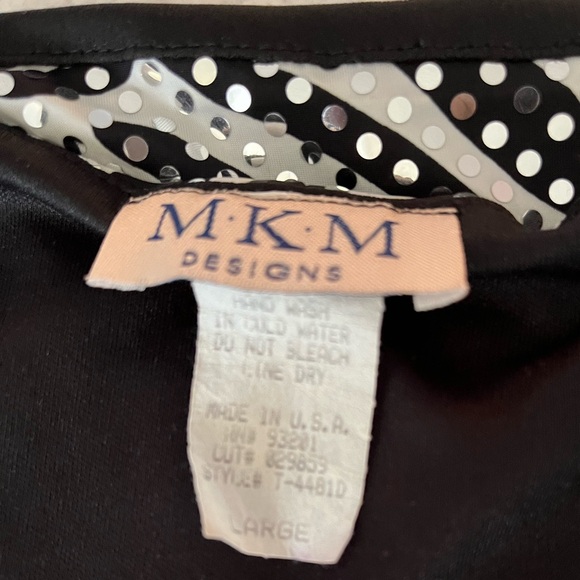 M·K·M
DESIGNS
HAND WASH
IN COLD WATER
DO NOT BLEACH
LINE DRY
MADE IN U.S.A.
RN# 93201
CUT# 029859
STYLE# T-4481D
LARGE